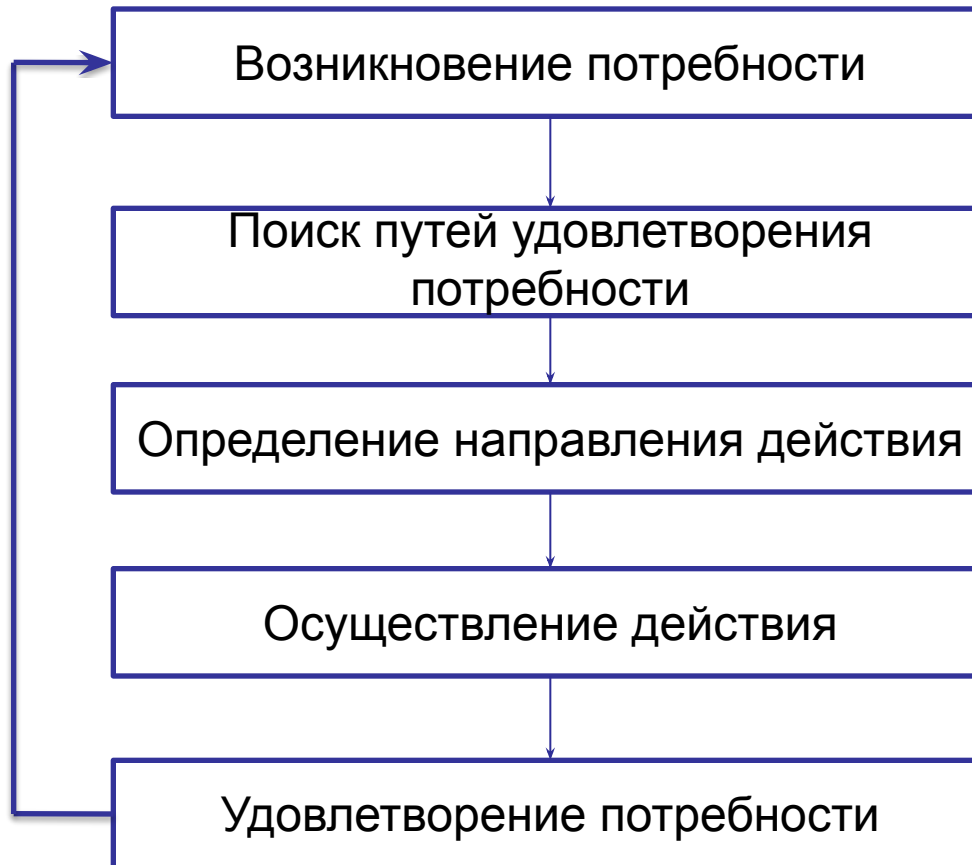 Возникновение потребности
Поиск путей удовлетворения
потребности
Определение направления действия
Осуществление действия
Удовлетворение потребности